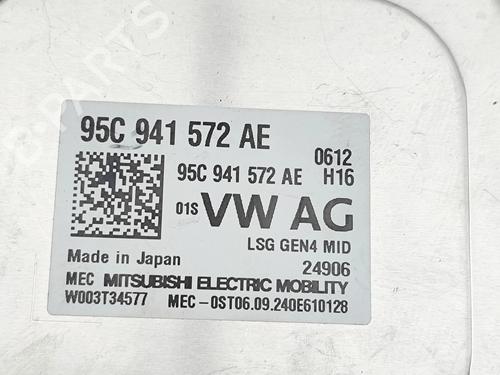 95C 941 572 AE
0612
95C 941 572 AE H16
01S VW AG
LSG GEN4 MID
Made in Japan 24906
MEC MITSUBISHI ELECTRIC MOBILITY
W003T34577 MEC-0ST06.09.240E610128